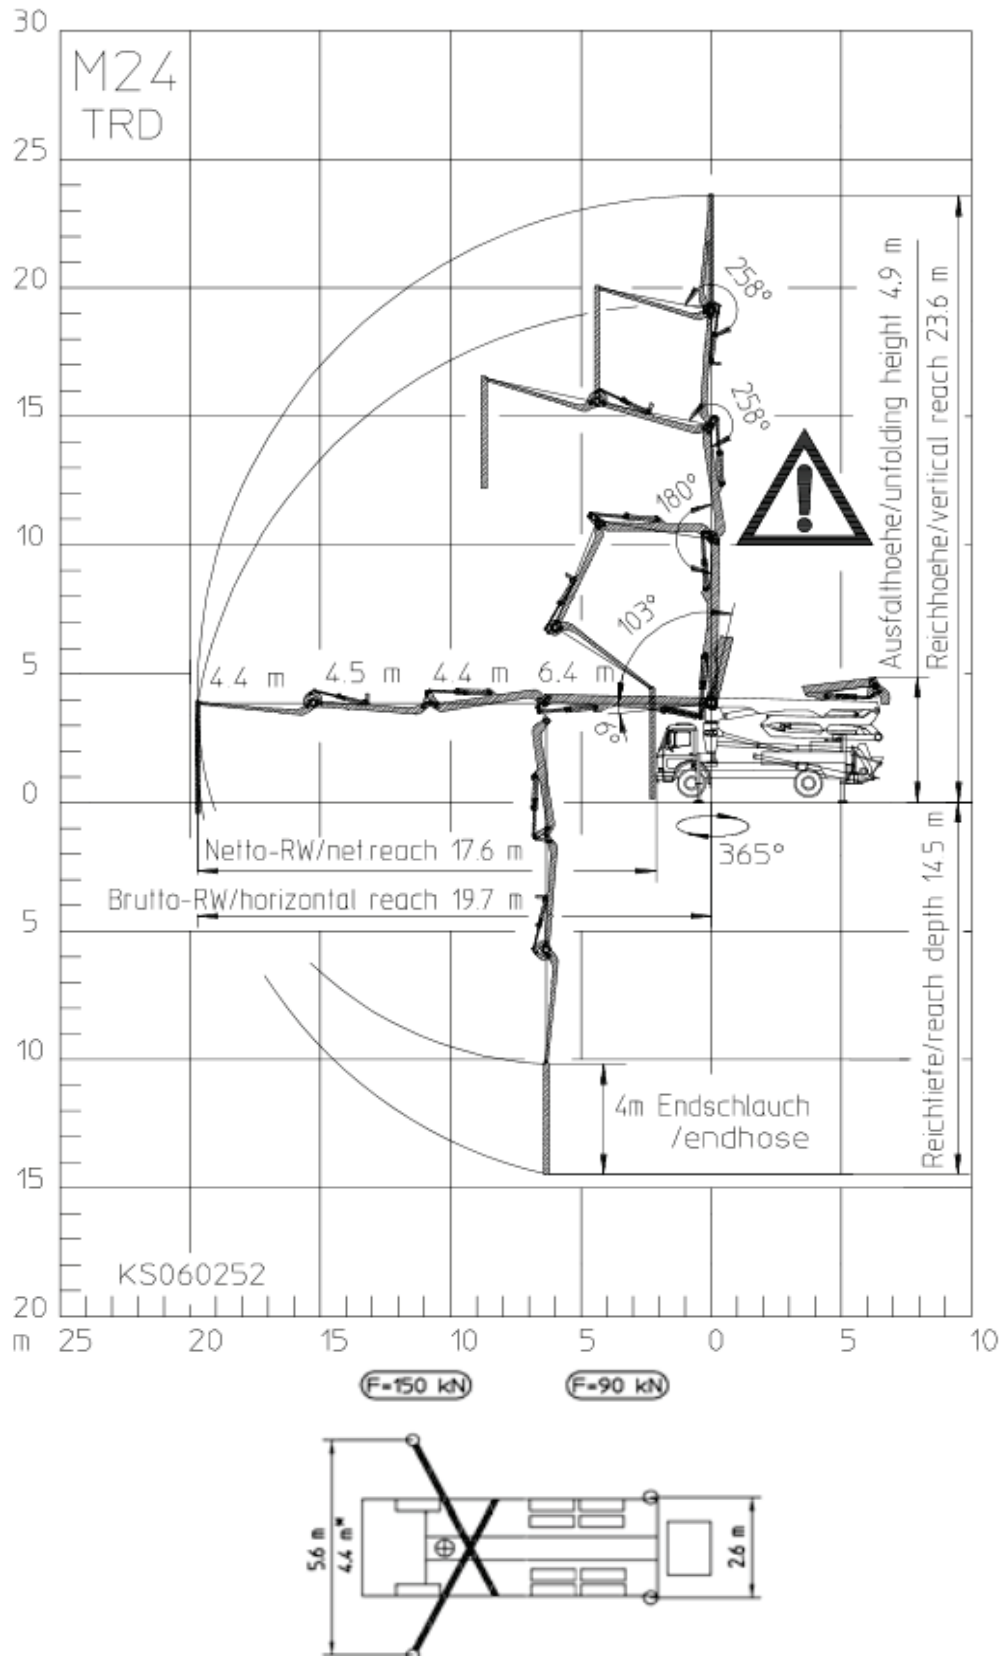 30
M24
TRD
25
20
15
10
5
0
5
10
15
20
m
25
20
15
10
5
0
5
10
258°
258°
180°
103°
6°
4.4 m
4.5 m
4.4 m
6.4 m
Ausfalthoehe/unfolding height 4.9 m
Reichhoehe/vertical reach 23.6 m
365°
Netto-RW/net.reach 17.6 m
Brutto-RW/horizontal reach 19.7 m
Reichtiefe/reach depth 14.5 m
4m Endschlauch
/endhose
KS060252
F=150 kN
F=90 kN
5.6 m
4.4 m*
2.6 m